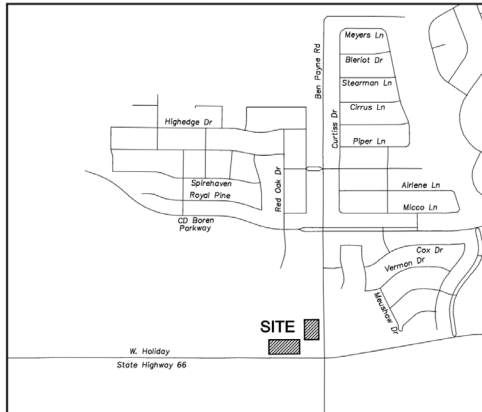 Meyers Ln
Bleriot Dr
Stearman Ln
Ben Payne Rd
Cirrus Ln
Curtiss Dr
Highedge Dr
Piper Ln
Spirehaven
Royal Pine
Red Oak Dr
Airlene Ln
Micco Ln
CD Boren
Parkway
Cox Dr
Vermon Dr
Meushaw Dr
SITE
W. Holiday
State Highway 66